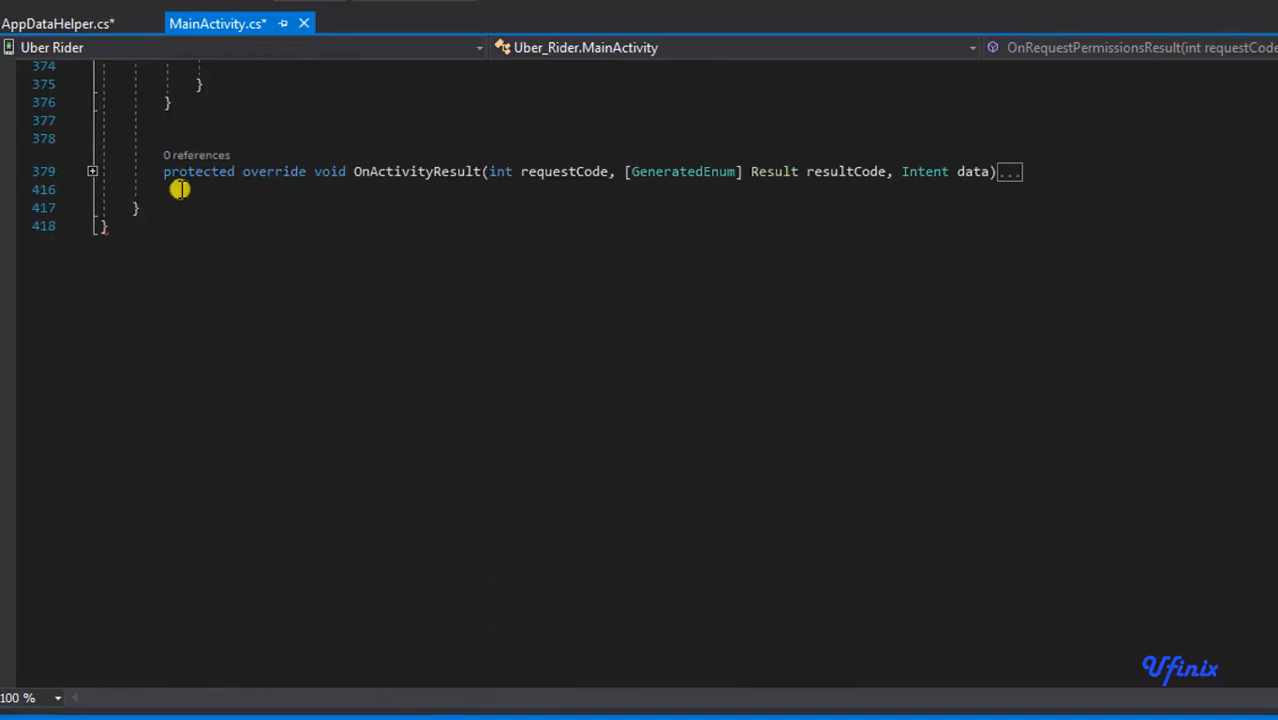 AppDataHelper.cs*
MainActivity.cs*
Uber Rider
Uber_Rider.MainActivity
OnRequestPermissionsResult(int requestCode
374
375 }
376 }
377
378
0 references
379 protected override void OnActivityResult(int requestCode, [GeneratedEnum] Result resultCode, Intent data)...
416
417 }
418 }
Ufinix
100 %